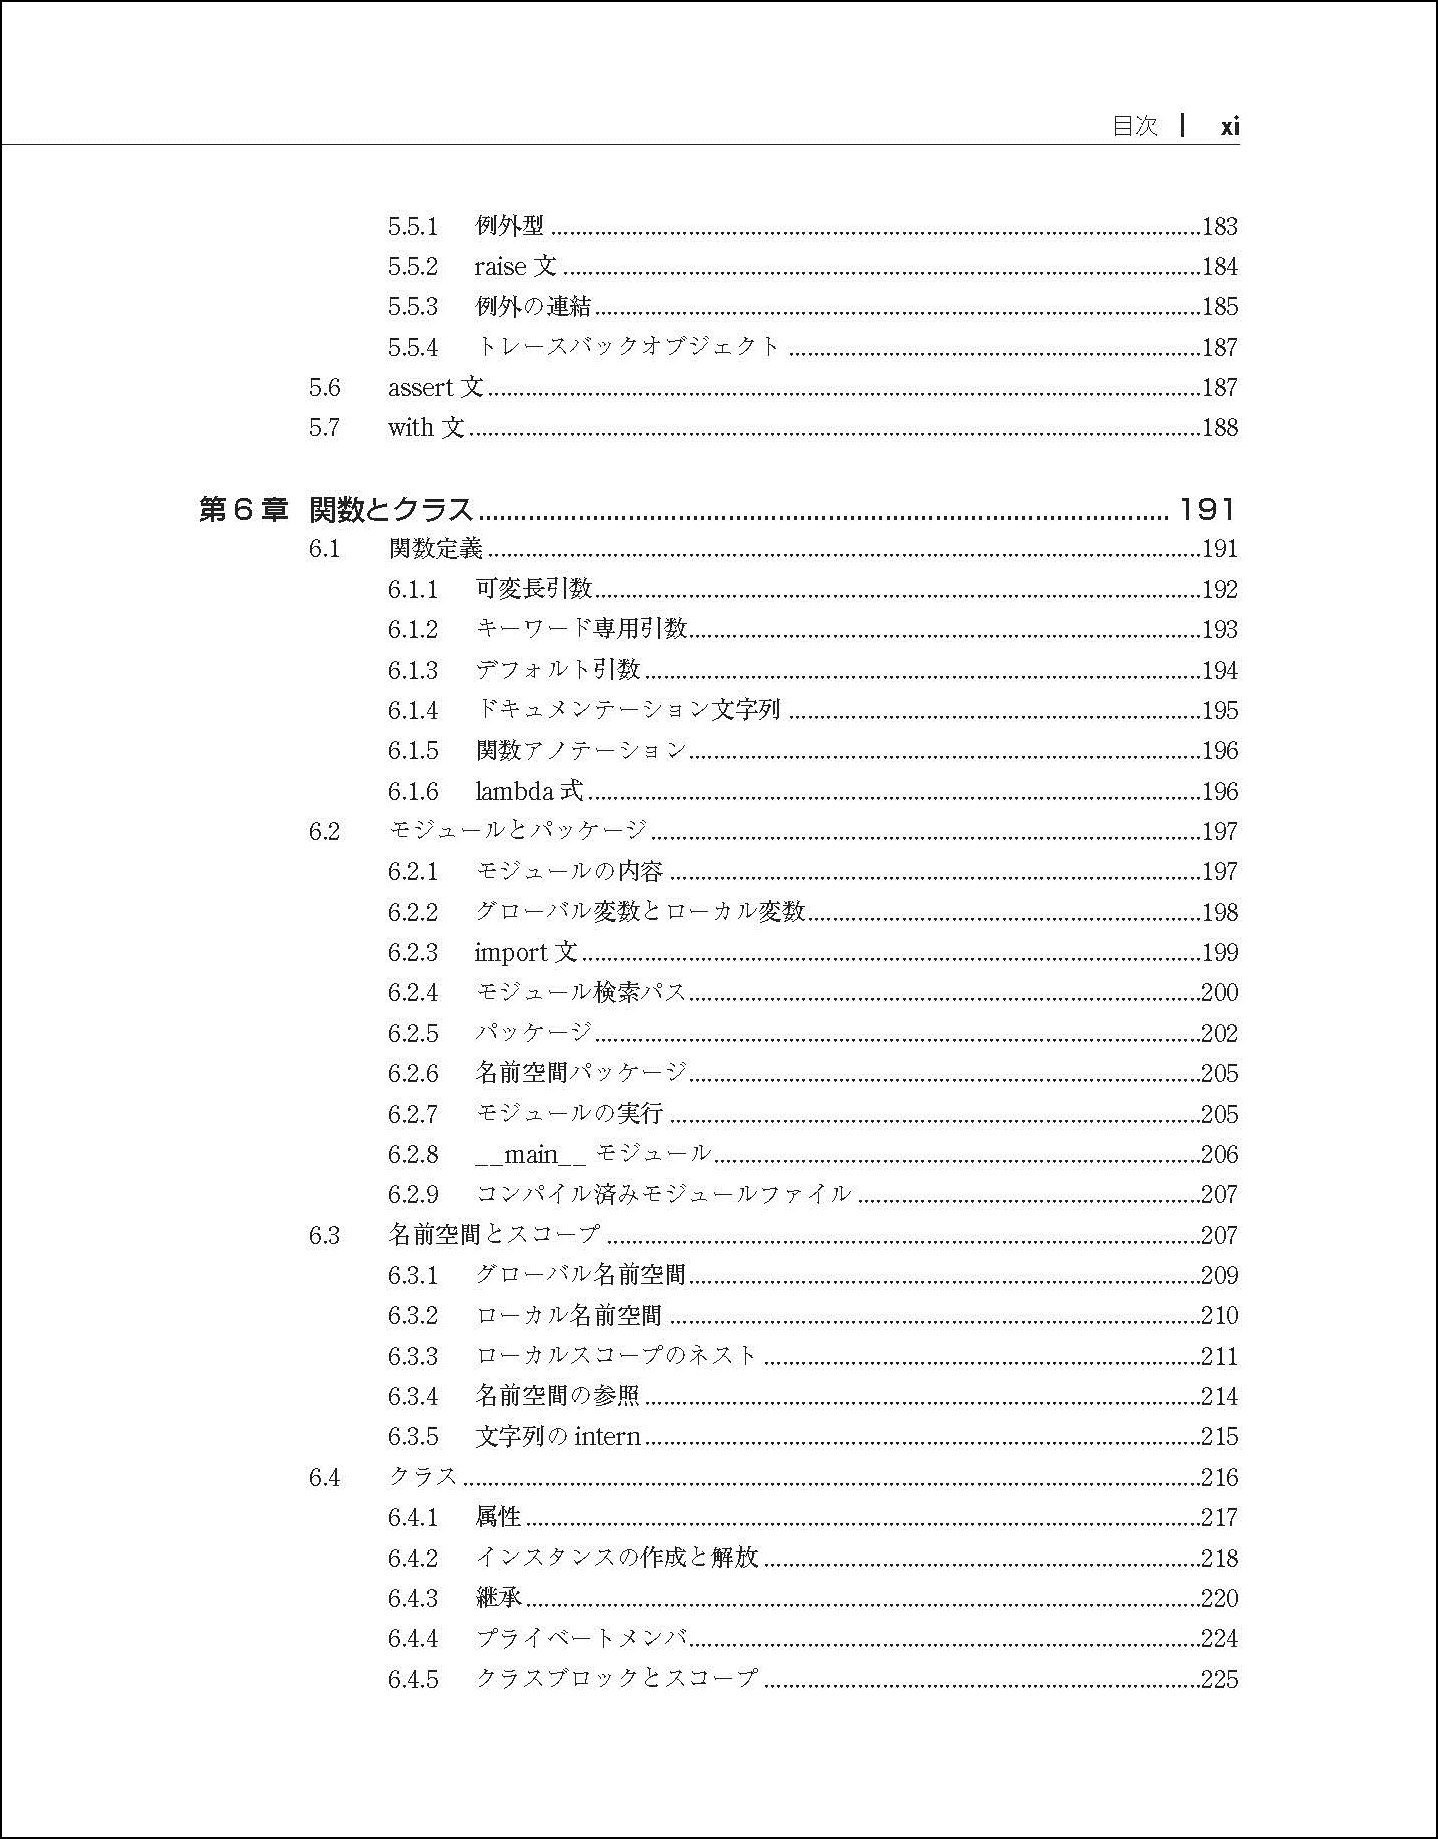 目次 | xi
5.5.1 例外型 ........ 183
5.5.2 raise 文 ........ 184
5.5.3 例外の連結 ........ 185
5.5.4 トレースバックオブジェクト ........ 187
5.6 assert 文 ........ 187
5.7 with 文 ........ 188
第 6 章 関数とクラス ........ 191
6.1 関数定義 ........ 191
6.1.1 可変長引数 ........ 192
6.1.2 キーワード専用引数 ........ 193
6.1.3 デフォルト引数 ........ 194
6.1.4 ドキュメンテーション文字列 ........ 195
6.1.5 関数アノテーション ........ 196
6.1.6 lambda 式 ........ 196
6.2 モジュールとパッケージ ........ 197
6.2.1 モジュールの内容 ........ 197
6.2.2 グローバル変数とローカル変数 ........ 198
6.2.3 import 文 ........ 199
6.2.4 モジュール検索パス ........ 200
6.2.5 パッケージ ........ 202
6.2.6 名前空間パッケージ ........ 205
6.2.7 モジュールの実行 ........ 205
6.2.8 __main__ モジュール ........ 206
6.2.9 コンパイル済みモジュールファイル ........ 207
6.3 名前空間とスコープ ........ 207
6.3.1 グローバル名前空間 ........ 209
6.3.2 ローカル名前空間 ........ 210
6.3.3 ローカルスコープのネスト ........ 211
6.3.4 名前空間の参照 ........ 214
6.3.5 文字列の intern ........ 215
6.4 クラス ........ 216
6.4.1 属性 ........ 217
6.4.2 インスタンスの作成と解放 ........ 218
6.4.3 継承 ........ 220
6.4.4 プライベートメンバ ........ 224
6.4.5 クラスブロックとスコープ ........ 225